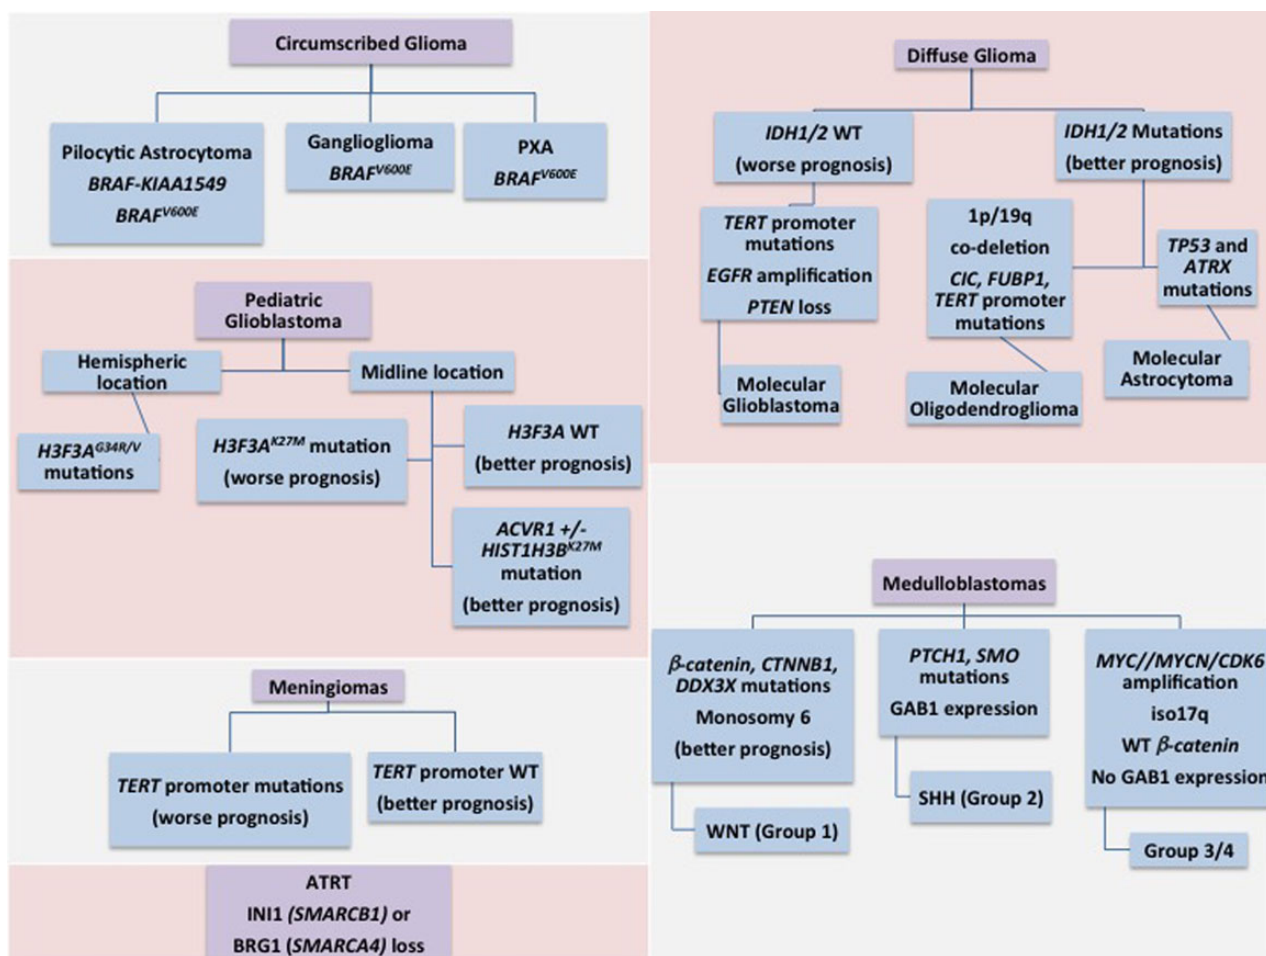 Circumscribed Glioma
Pilocytic Astrocytoma
BRAF-KIAA1549
BRAFV600E
Ganglioglioma
BRAFV600E
PXA
BRAFV600E
Pediatric
Glioblastoma
Hemispheric
location
Midline location
H3F3AG34R/V
mutations
H3F3AK27M mutation
(worse prognosis)
H3F3A WT
(better prognosis)
ACVR1 +/-
HIST1H3BK27M
mutation
(better prognosis)
Meningiomas
TERT promoter mutations
(worse prognosis)
TERT promoter WT
(better prognosis)
ATRT
INI1 (SMARCB1) or
BRG1 (SMARCA4) loss
Diffuse Glioma
IDH1/2 WT
(worse prognosis)
IDH1/2 Mutations
(better prognosis)
TERT promoter
mutations
EGFR amplification
PTEN loss
1p/19q
co-deletion
CIC, FUBP1,
TERT promoter
mutations
TP53 and
ATRX
mutations
Molecular
Glioblastoma
Molecular
Oligodendroglioma
Molecular
Astrocytoma
Medulloblastomas
β-catenin, CTNNB1,
DDX3X mutations
Monosomy 6
(better prognosis)
PTCH1, SMO
mutations
GAB1 expression
MYC//MYCN/CDK6
amplification
iso17q
WT β-catenin
No GAB1 expression
WNT (Group 1)
SHH (Group 2)
Group 3/4